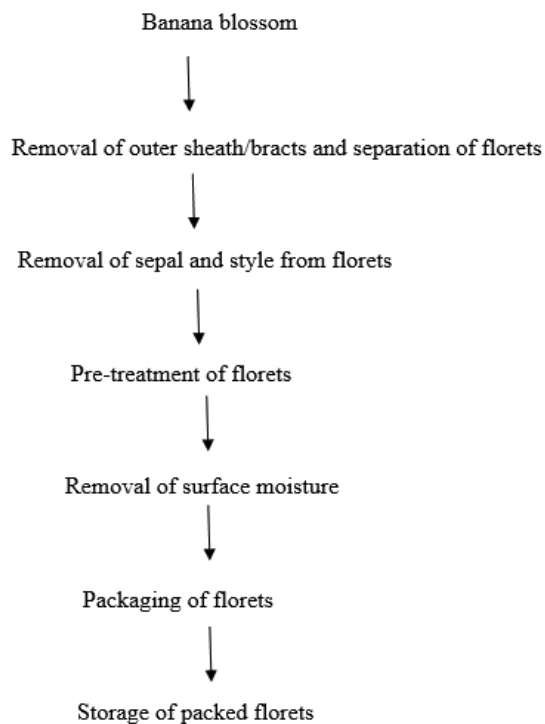 Banana blossom
Removal of outer sheath/bracts and separation of florets
Removal of sepal and style from florets
Pre-treatment of florets
Removal of surface moisture
Packaging of florets
Storage of packed florets